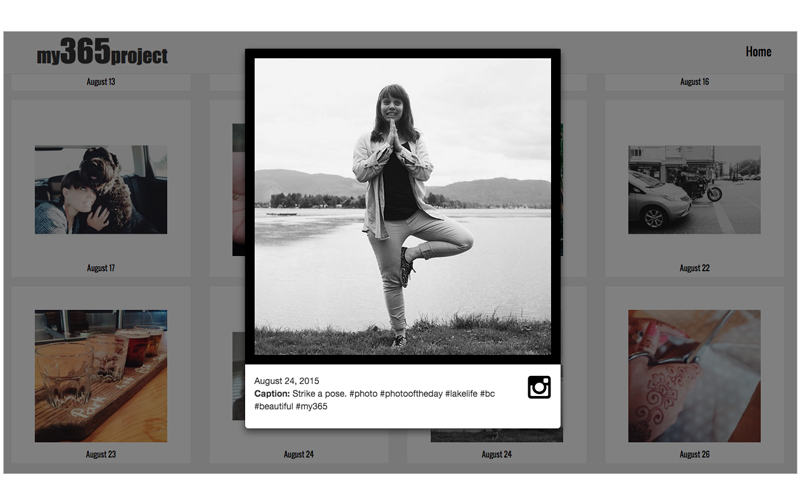 my365project
Home
August 13
August 16
August 17
August 22
August 24, 2015
Caption: Strike a pose. #photo #photooftheday #lakelife #bc
#beautiful #my365
August 23
August 24
August 24
August 26